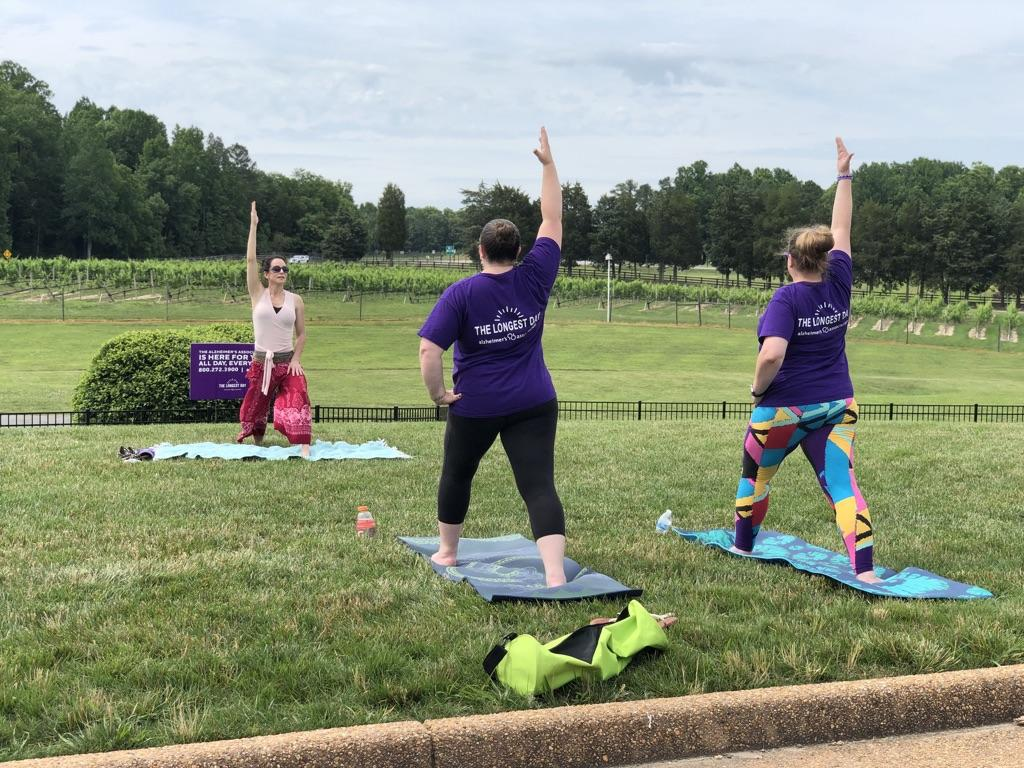 THE ALZHEIMER'S ASSOC
IS HERE FOR
ALL DAY, EVERY
800.272.3900 |
THE LONGEST DAY
THE LONGEST DAY
alzheimer's association
THE LONGEST DAY
alzheimer's association